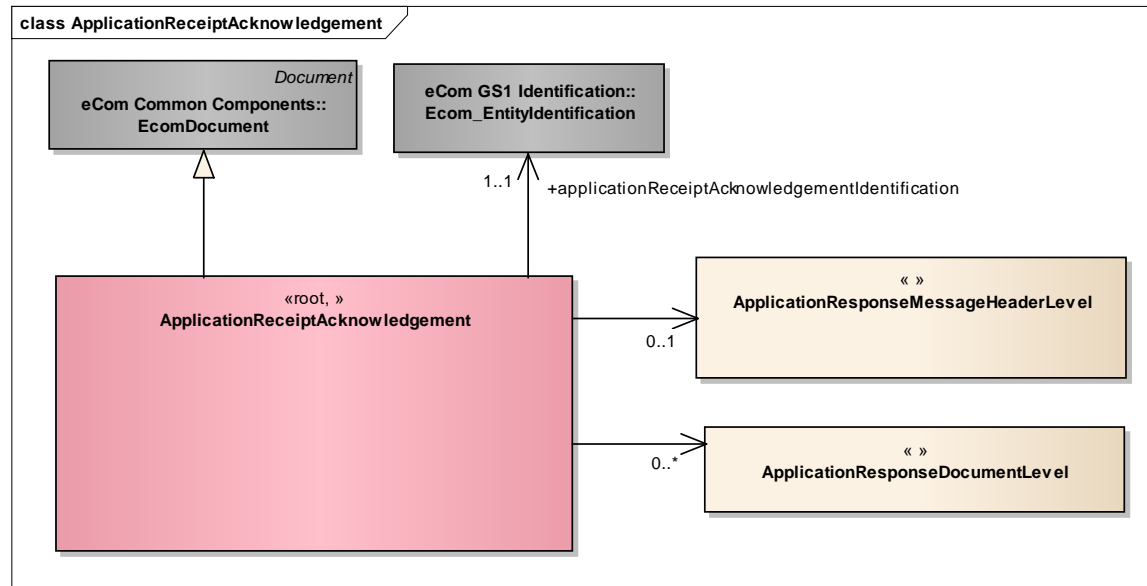 class ApplicationReceiptAcknowledgement
Document
eCom Common Components::
EcomDocument
eCom GS1 Identification::
Ecom_EntityIdentification
1..1
+applicationReceiptAcknowledgementIdentification
«root, »
ApplicationReceiptAcknowledgement
« »
ApplicationResponseMessageHeaderLevel
0..1
« »
ApplicationResponseDocumentLevel
0..*